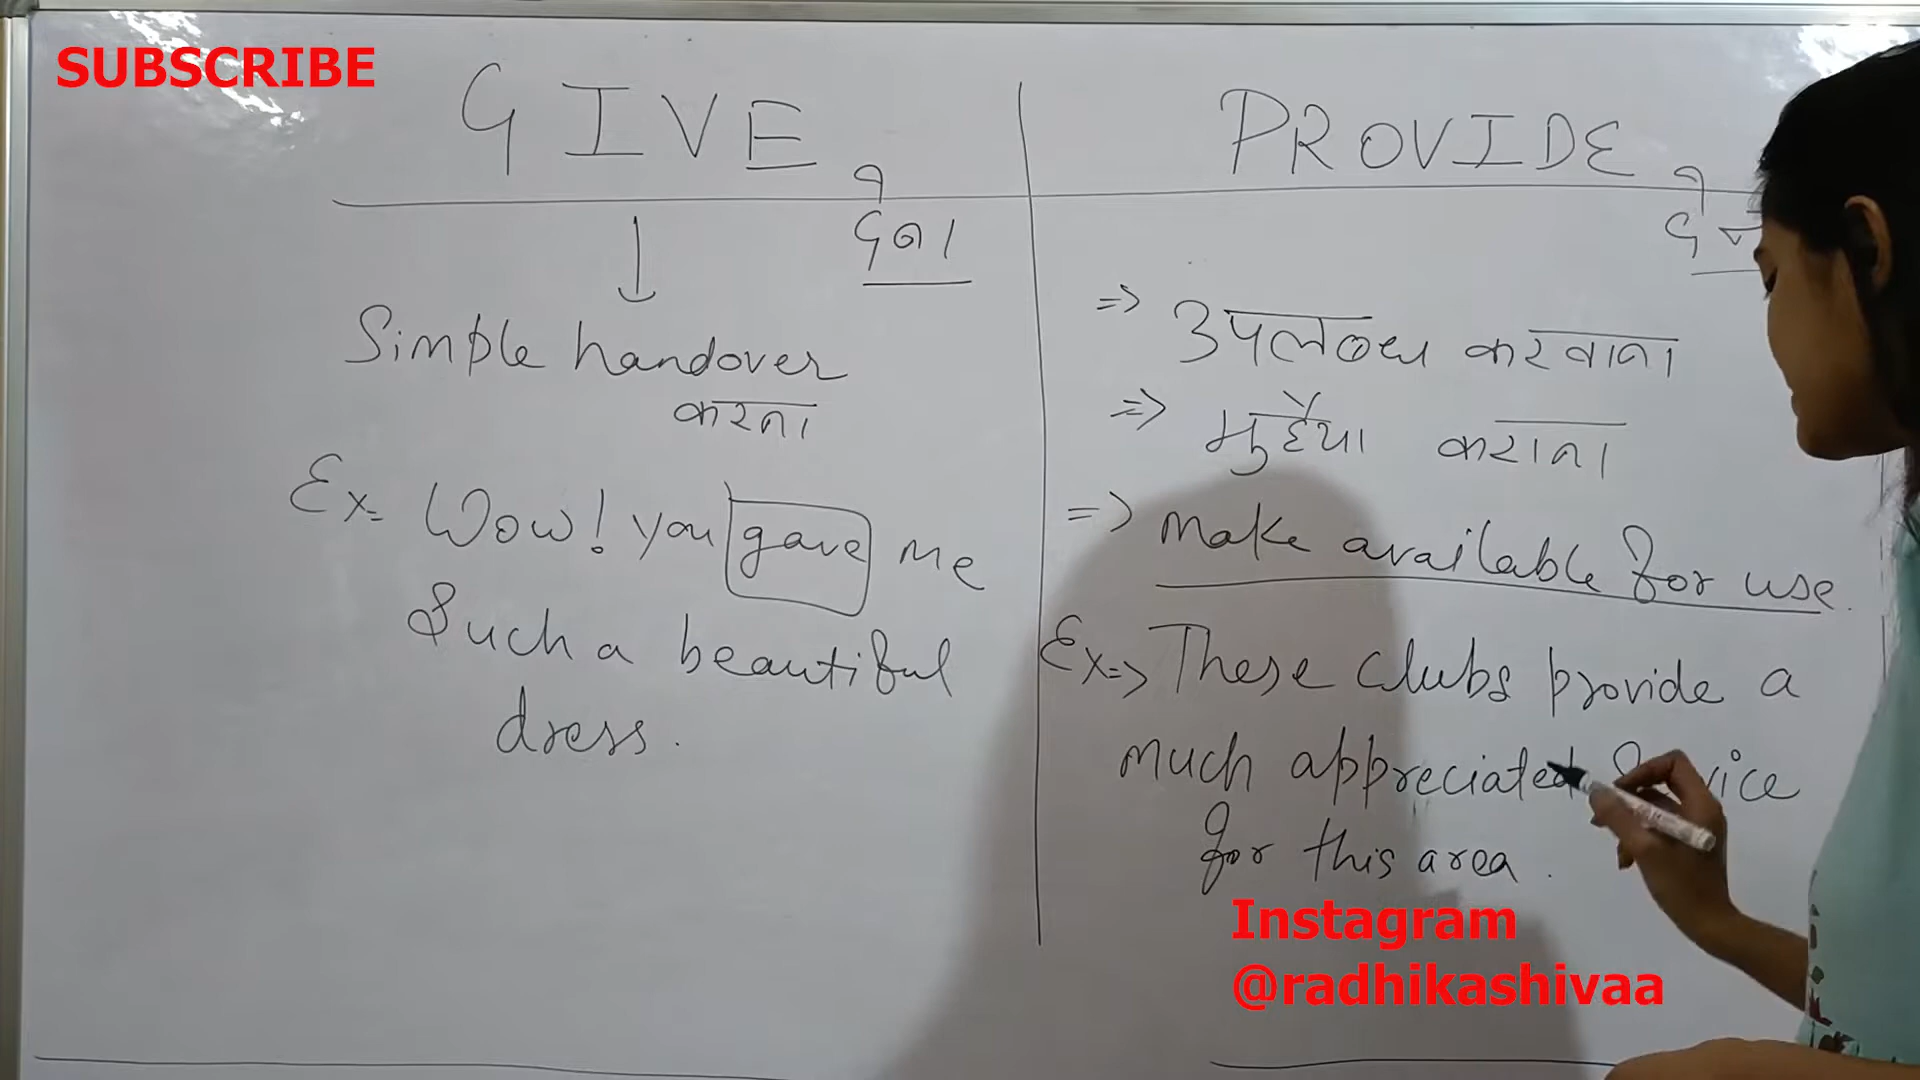 SUBSCRIBE
GIVE
देना
Simple handover
करना
Ex= Wow! you gave me
Such a beautiful
dress.
PROVIDE
=> उपलब्ध करवाना
=> मुहैया कराना
=> make available for use.
Ex=> These clubs provide a
much appreciated
for this area.
Instagram
@radhikashivaa